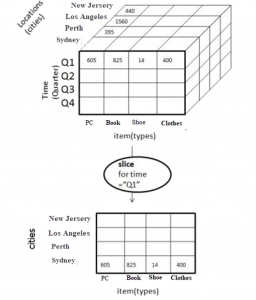 Locations
(cities)
New Jersery
Los Angeles
Perth
Sydney
440
1560
395
Time
(Quarter)
Q1
Q2
Q3
Q4
605 825 14 400
PC Book Shoe Clothes
item(types)
slice
for time
="Q1"
cities
New Jersery
Los Angeles
Perth
Sydney
605 825 14 400
PC Book Shoe Clothes
item(types)